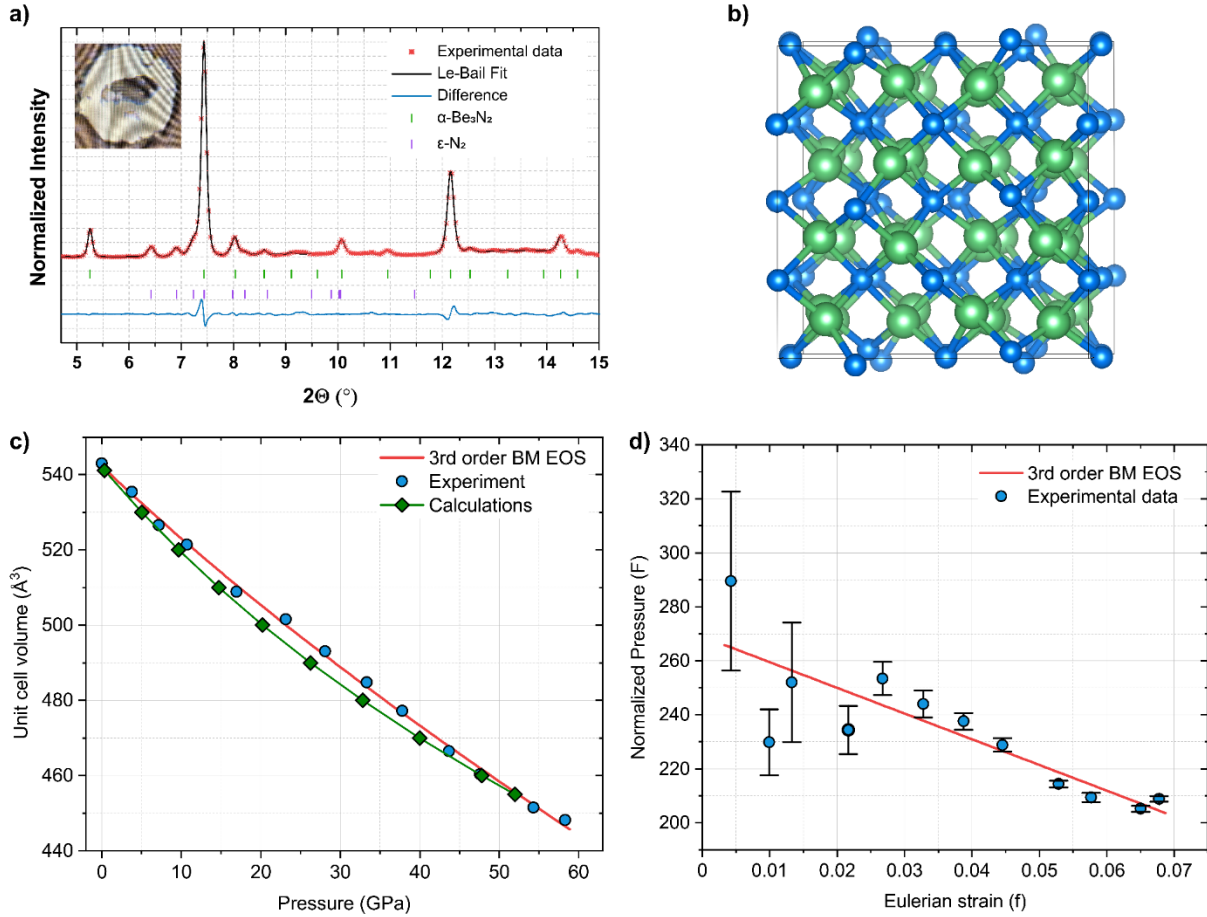 a)
Normalized Intensity
Experimental data
Le-Bail Fit
Difference
α-Be₃N₂
ε-N₂
5 6 7 8 9 10 11 12 13 14 15
2Θ (°)
b)
c)
Unit cell volume (Å³)
540
520
500
480
460
440
3rd order BM EOS
Experiment
Calculations
0 10 20 30 40 50 60
Pressure (GPa)
d)
Normalized Pressure (F)
340
320
300
280
260
240
220
200
3rd order BM EOS
Experimental data
0 0.01 0.02 0.03 0.04 0.05 0.06 0.07
Eulerian strain (f)